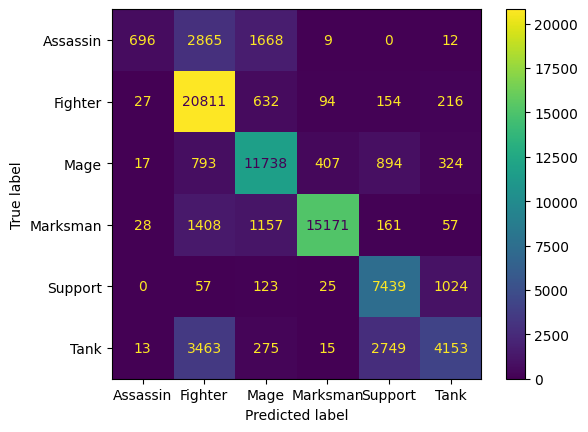 Assassin 696 2865 1668 9 0 12
Fighter 27 20811 632 94 154 216
Mage 17 793 11738 407 894 324
Marksman 28 1408 1157 15171 161 57
Support 0 57 123 25 7439 1024
Tank 13 3463 275 15 2749 4153
Assassin Fighter Mage Marksman Support Tank
Predicted label
True label
20000
17500
15000
12500
10000
7500
5000
2500
0